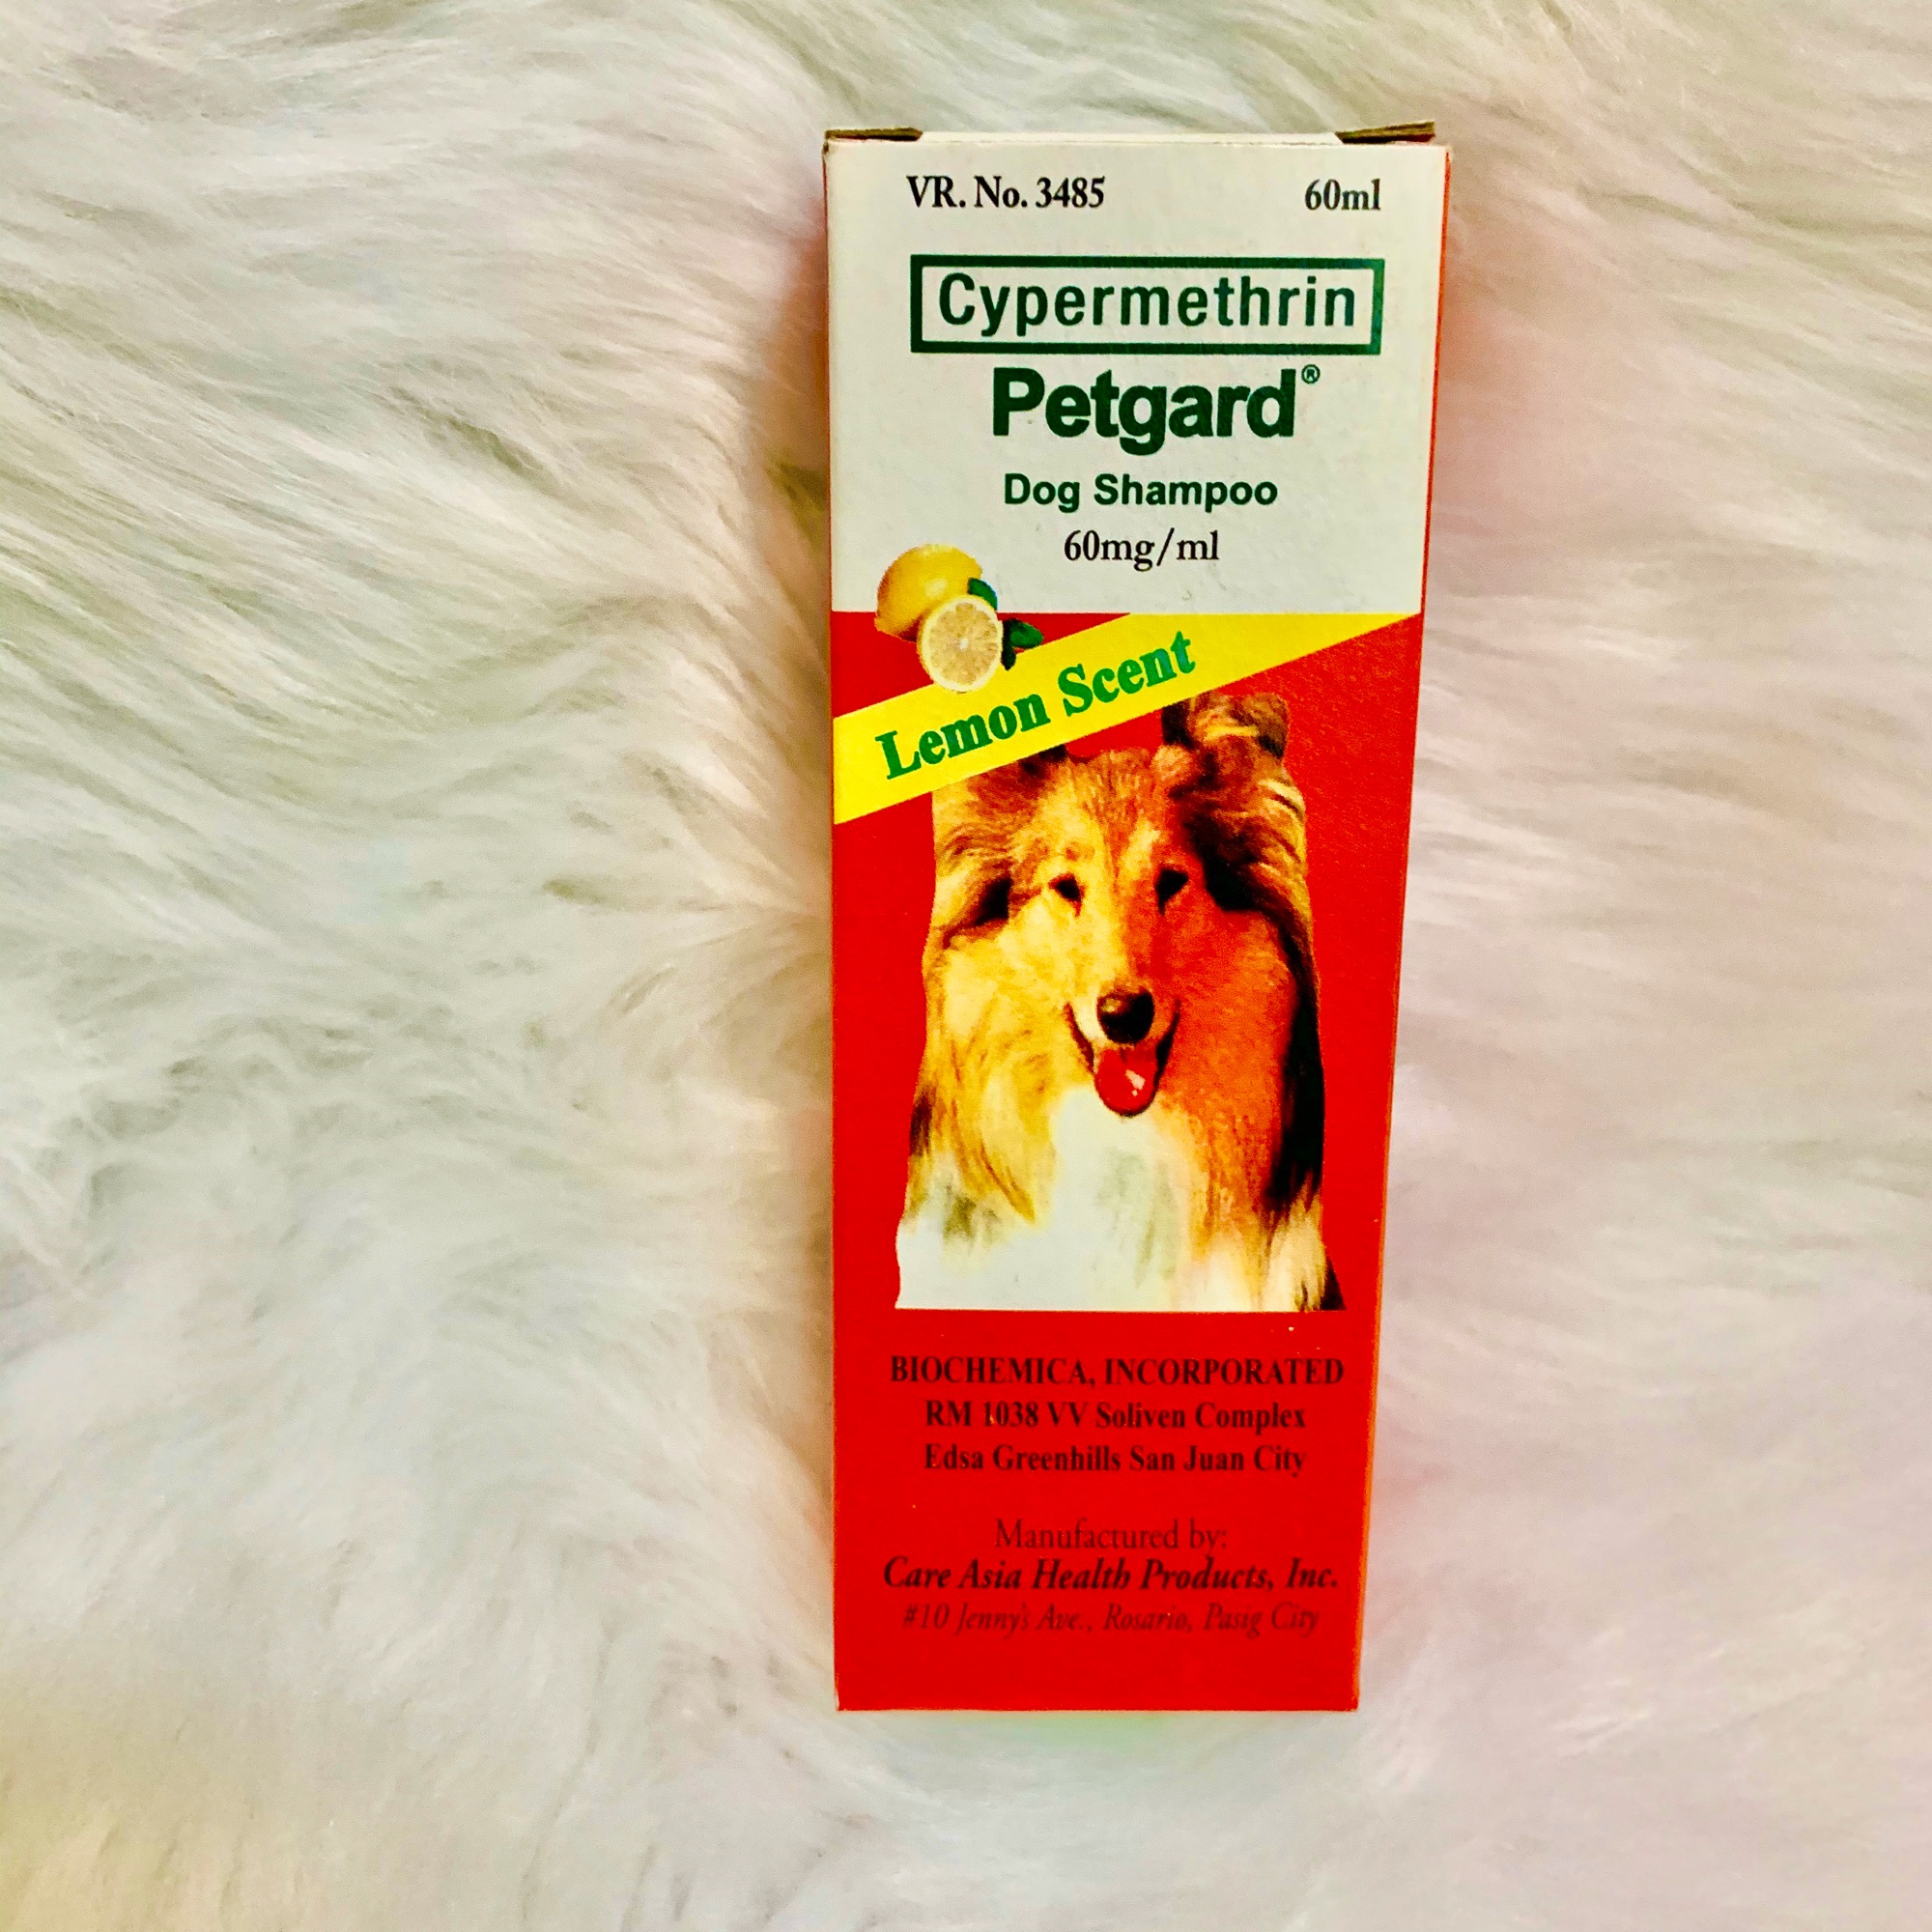 VR. No. 3485 60ml
Cypermethrin
Petgard®
Dog Shampoo
60mg/ml
Lemon Scent
BIOCHEMICA, INCORPORATED
RM 1038 VV Soliven Complex
Edsa Greenhills San Juan City
Manufactured by:
Care Asia Health Products, Inc.
#10 Jenny's Ave., Rosario, Pasig City